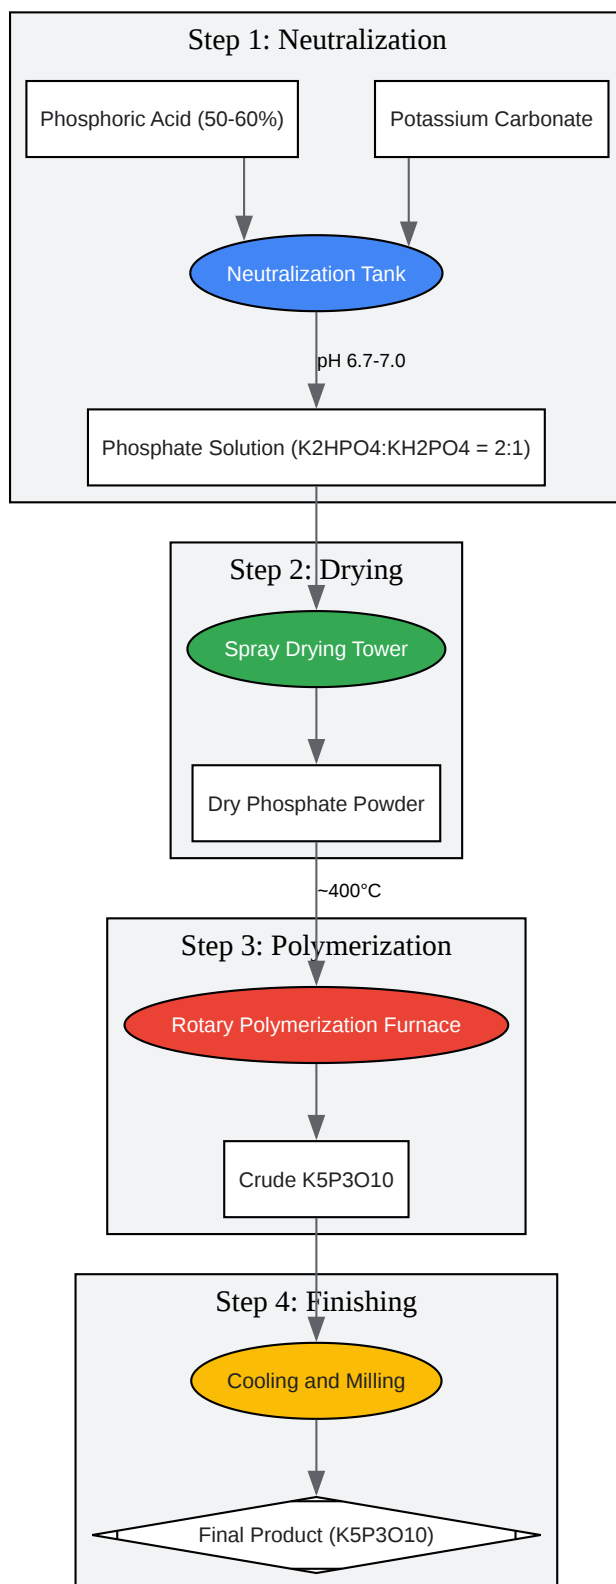 Step 1: Neutralization
Phosphoric Acid (50-60%)
Potassium Carbonate
Neutralization Tank
pH 6.7-7.0
Phosphate Solution (K2HPO4:KH2PO4 = 2:1)
Step 2: Drying
Spray Drying Tower
Dry Phosphate Powder
~400°C
Step 3: Polymerization
Rotary Polymerization Furnace
Crude K5P3O10
Step 4: Finishing
Cooling and Milling
Final Product (K5P3O10)